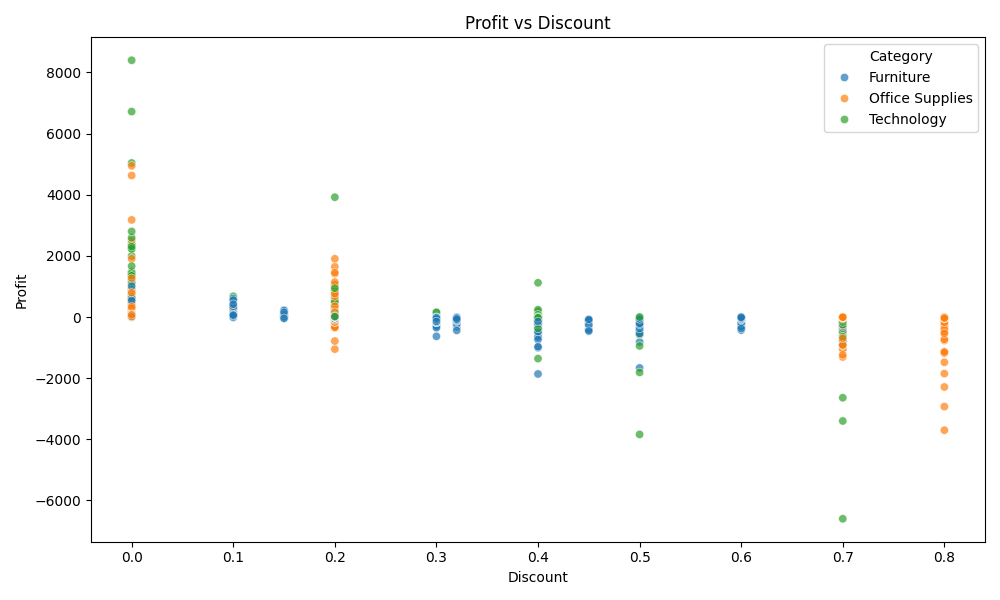 Profit vs Discount
Category
Furniture
Office Supplies
Technology
Profit
8000
6000
4000
2000
0
−2000
−4000
−6000
0.0 0.1 0.2 0.3 0.4 0.5 0.6 0.7 0.8
Discount